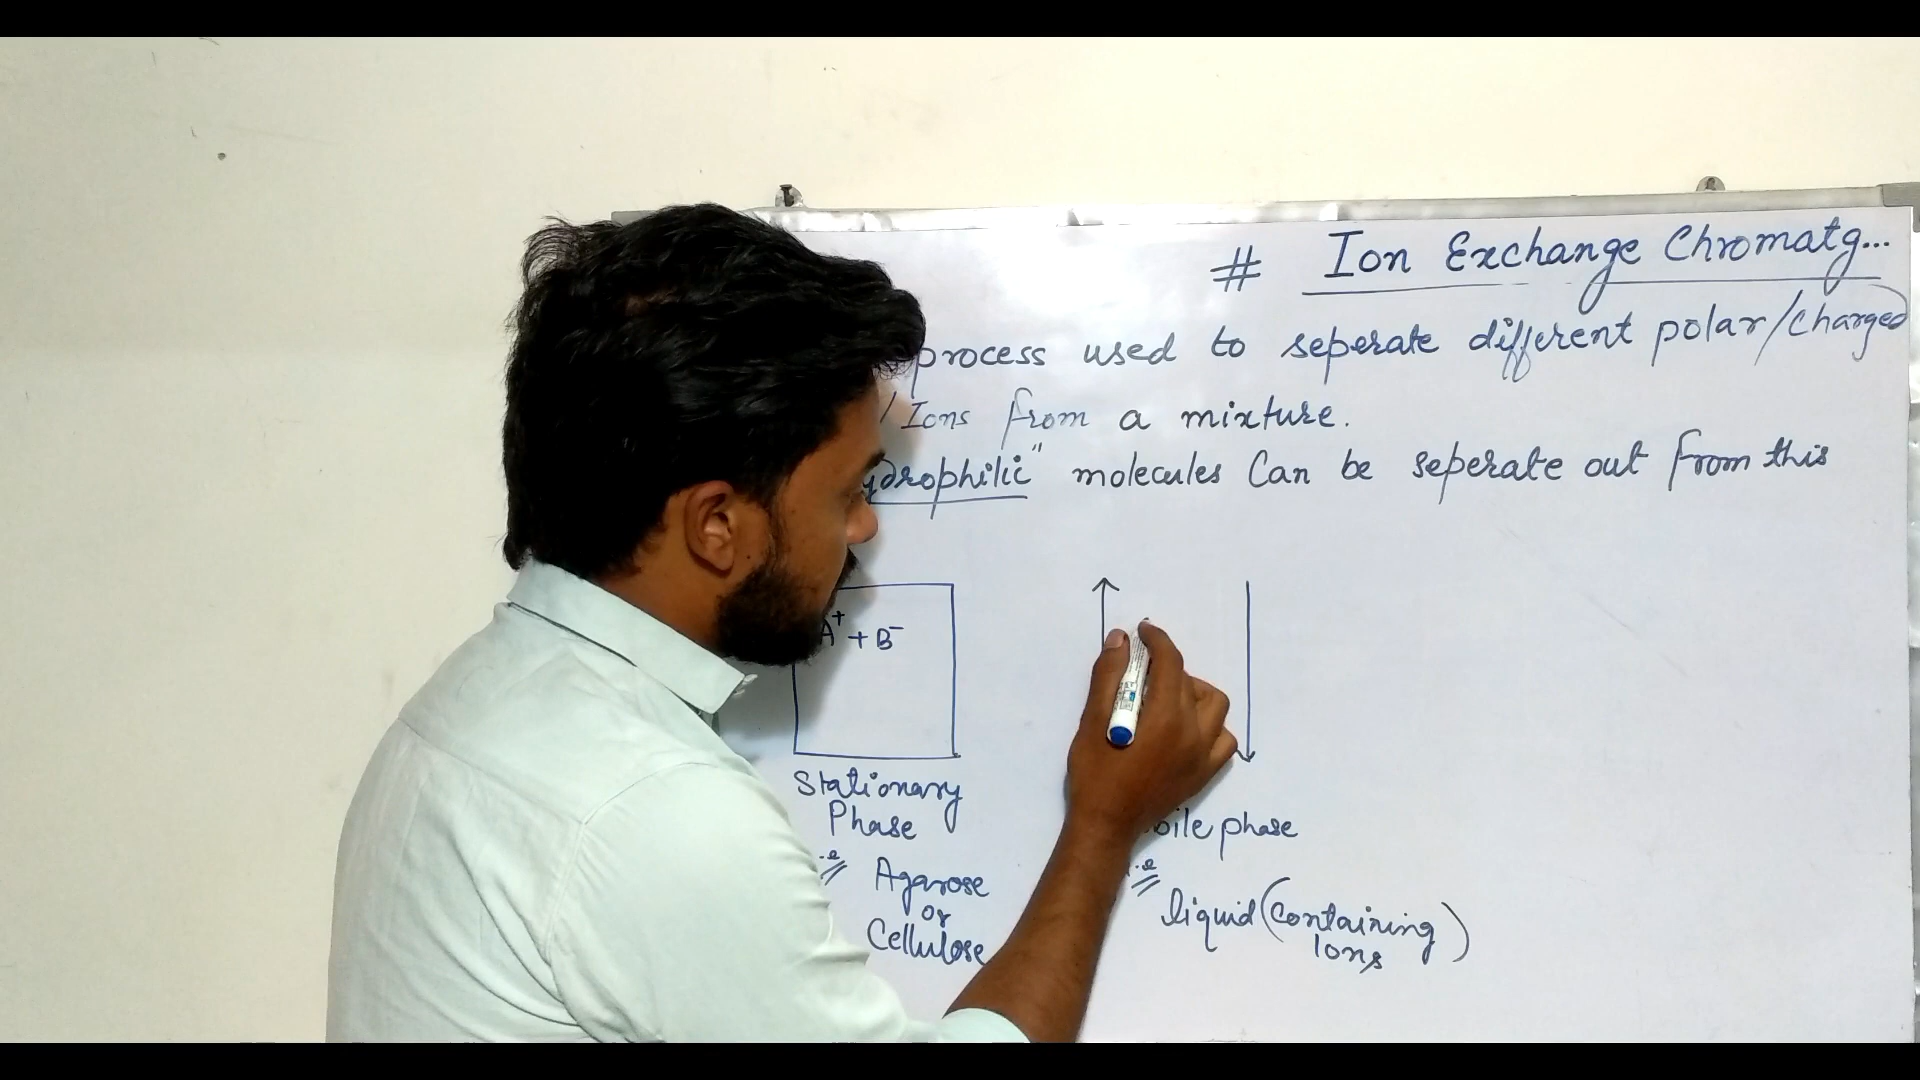 # Ion Exchange Chromatg...
process used to seperate different polar/charged
/Ions from a mixture.
ydrophilic" molecules Can be seperate out from this
A⁺ + B⁻
Stationary
Phase
i.e Agarose
or
Cellulose
bile phase
i.e
liquid (containing
Ions)